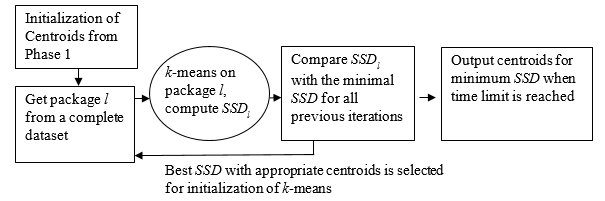 Initialization of
Centroids from
Phase 1
Get package l
from a complete
dataset
k-means on
package l,
compute SSDl
Compare SSDl
with the minimal
SSD for all
previous iterations
Output centroids for
minimum SSD when
time limit is reached
Best SSD with appropriate centroids is selected
for initialization of k-means